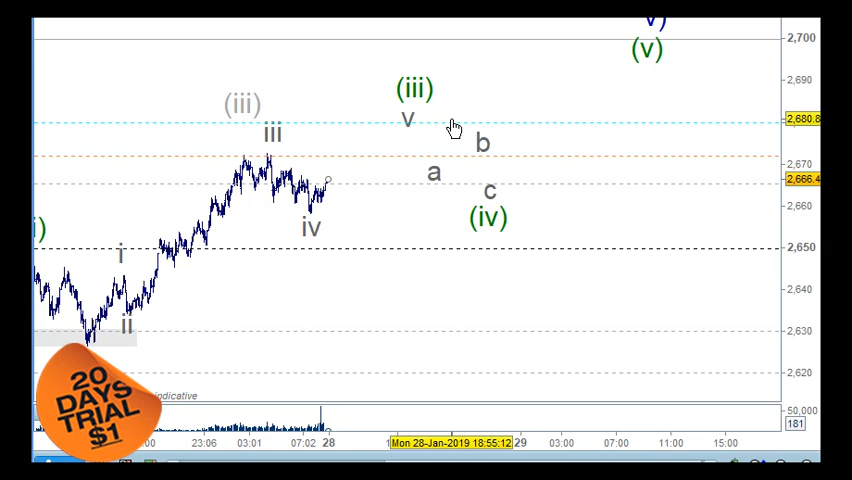 v)
(v)
2,700
2,690
(iii)
(iii)
v
2,680.8
iii
b
2,670
a
2,666.4
c
2,660
(iv)
iv
i)
i
2,650
2,640
ii
2,630
2,620
20
DAYS
TRIAL
$1
indicative
50,000
181
:00
23:06
03:01
07:02
28
1
Mon 28-Jan-2019 18:55:12
29
03:00
07:00
11:00
15:00